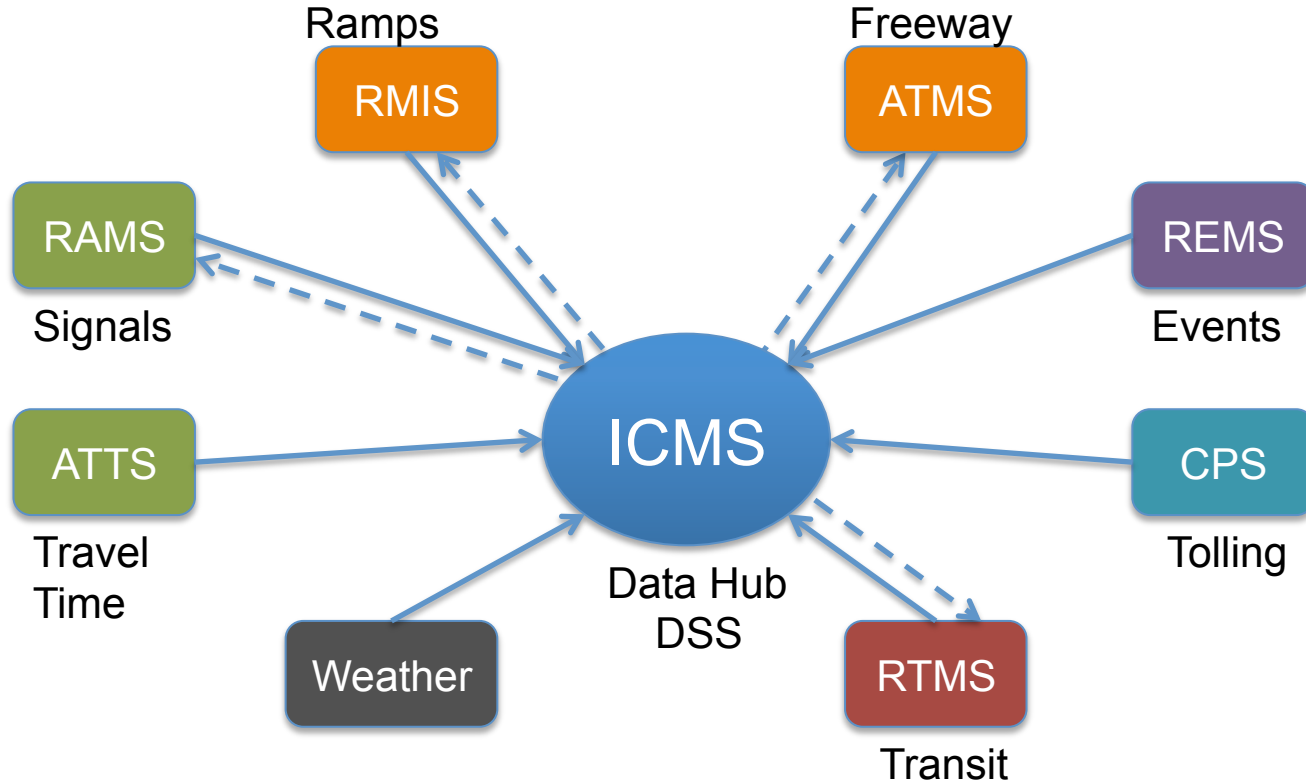 Ramps
Freeway
RMIS
ATMS
RAMS
REMS
Signals
Events
ICMS
ATTS
CPS
Travel
Time
Tolling
Data Hub
DSS
Weather
RTMS
Transit